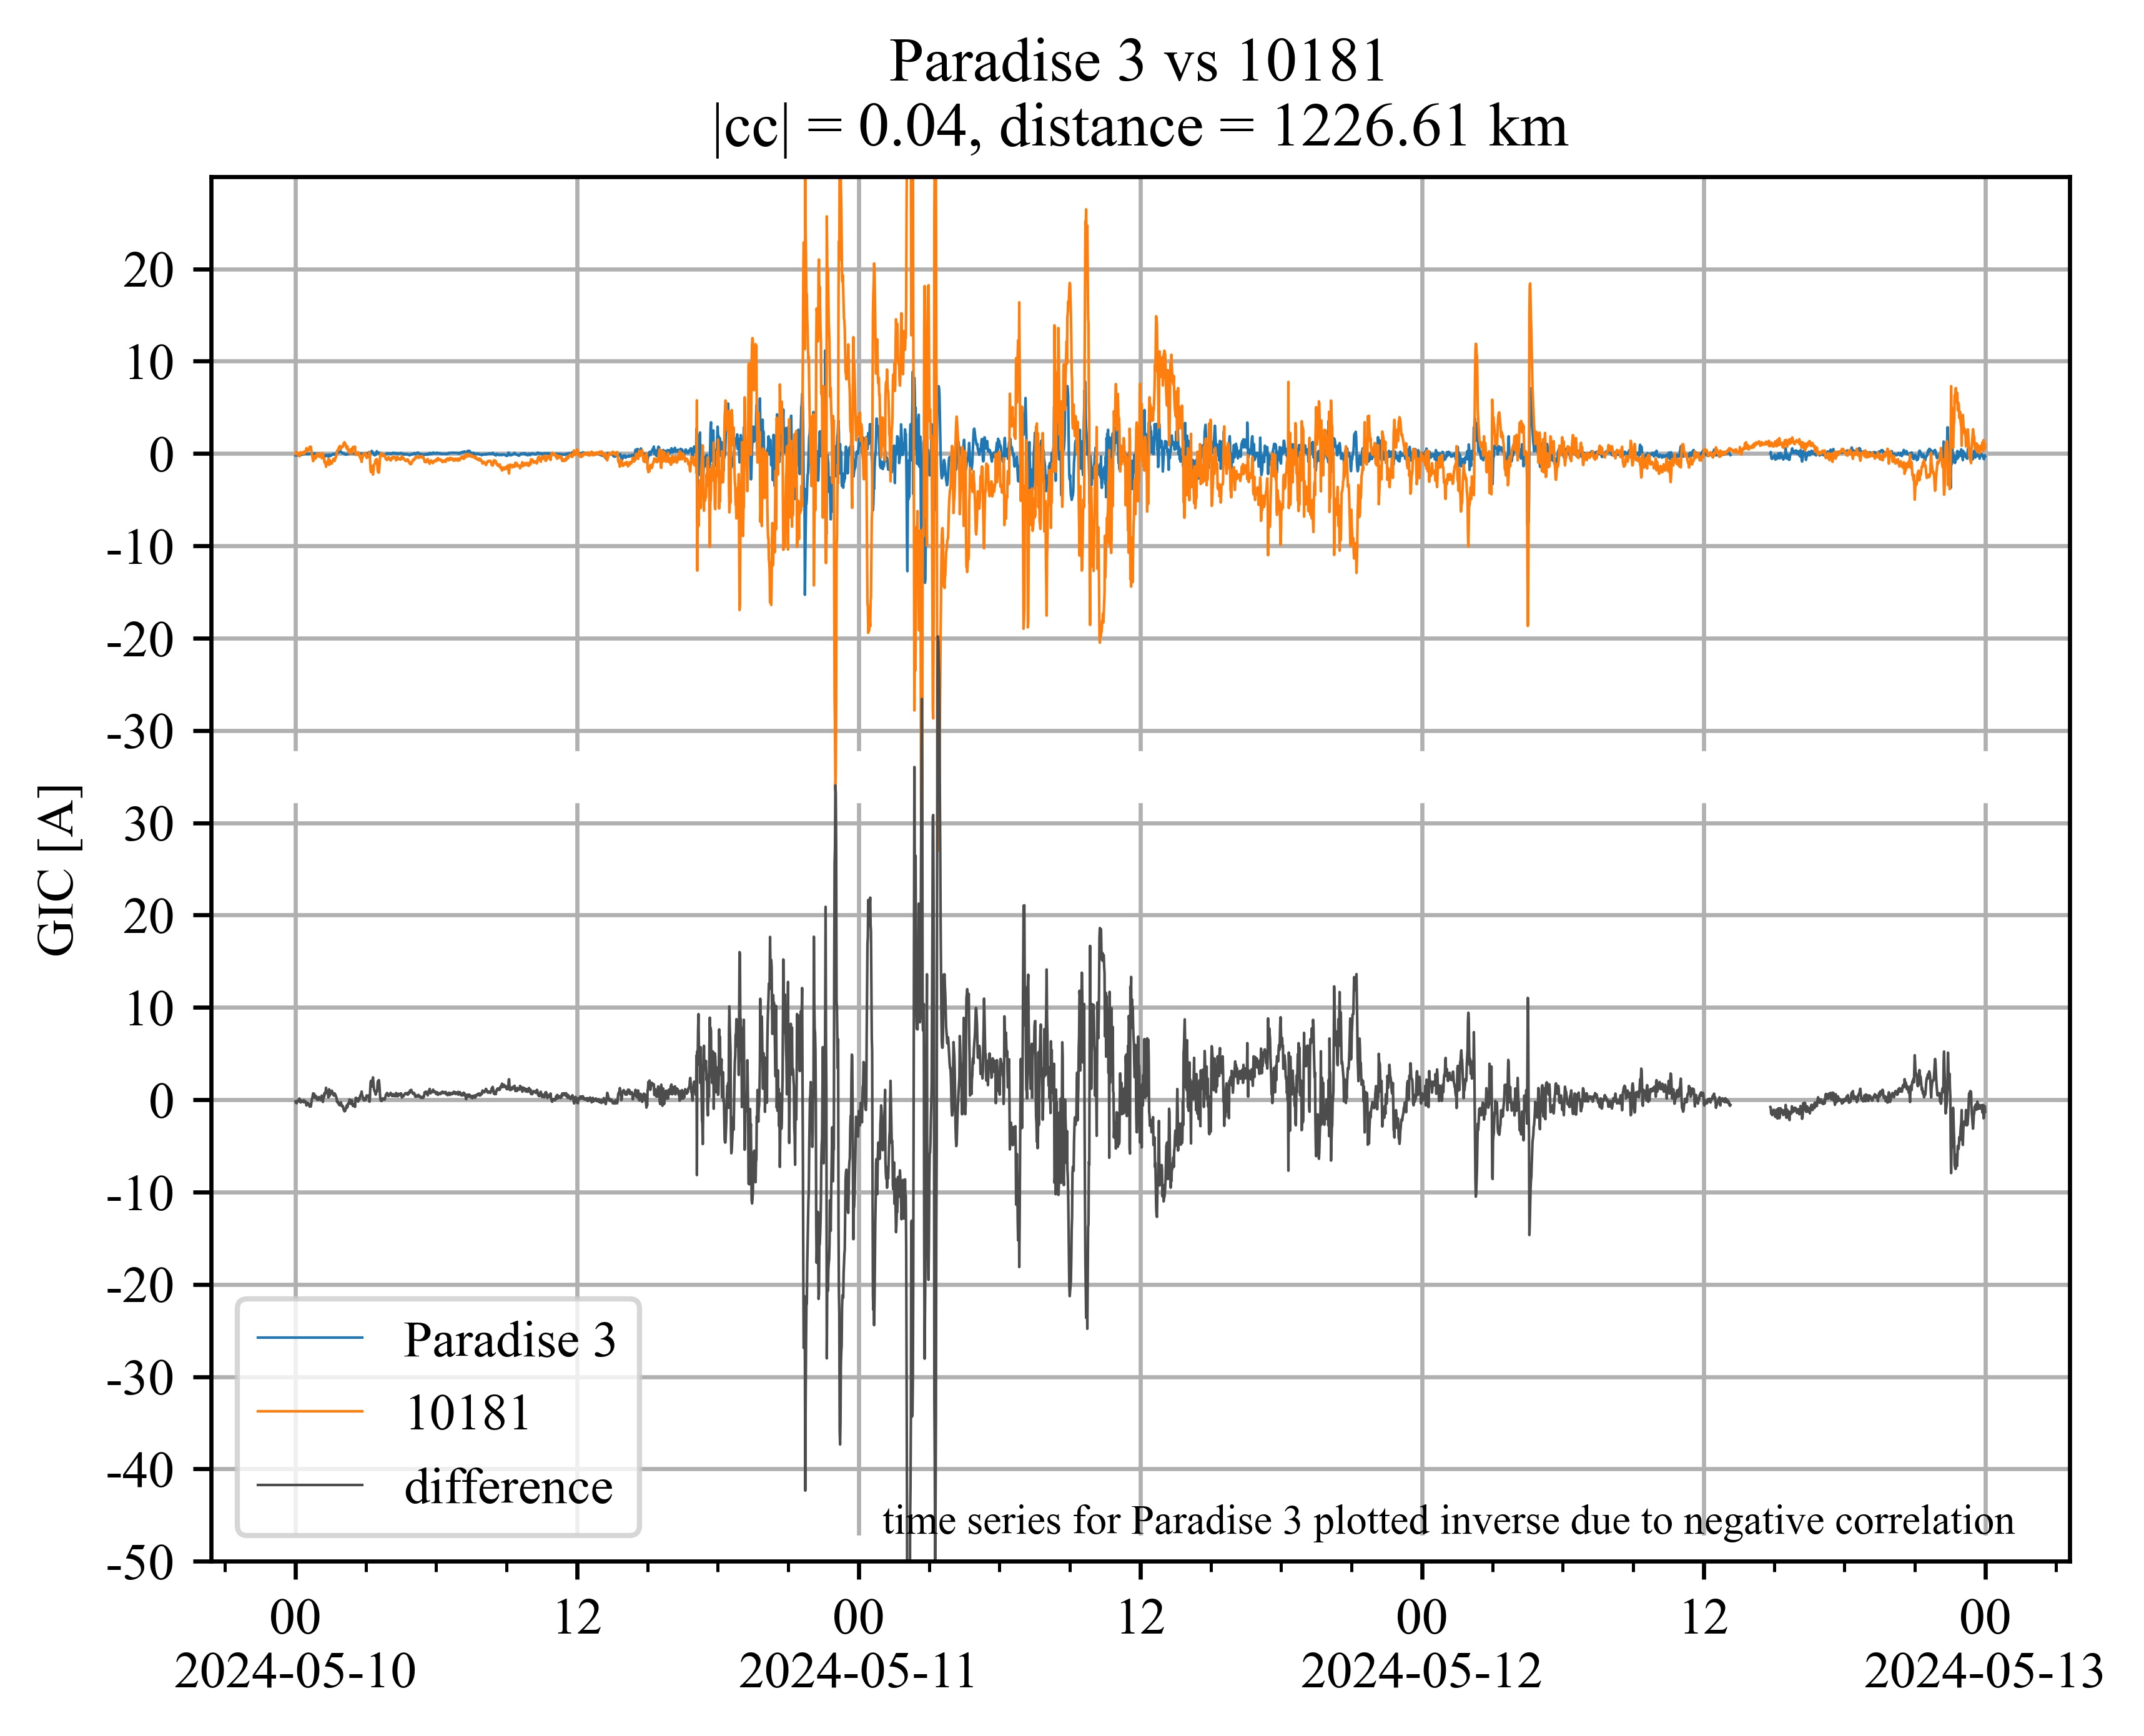 Paradise 3 vs 10181
|cc| = 0.04, distance = 1226.61 km
GIC [A]
20
10
0
-10
-20
-30
30
20
10
0
-10
-20
-30
-40
-50
Paradise 3
10181
difference
time series for Paradise 3 plotted inverse due to negative correlation
00 12 00 12 00 12 00
2024-05-10 2024-05-11 2024-05-12 2024-05-13